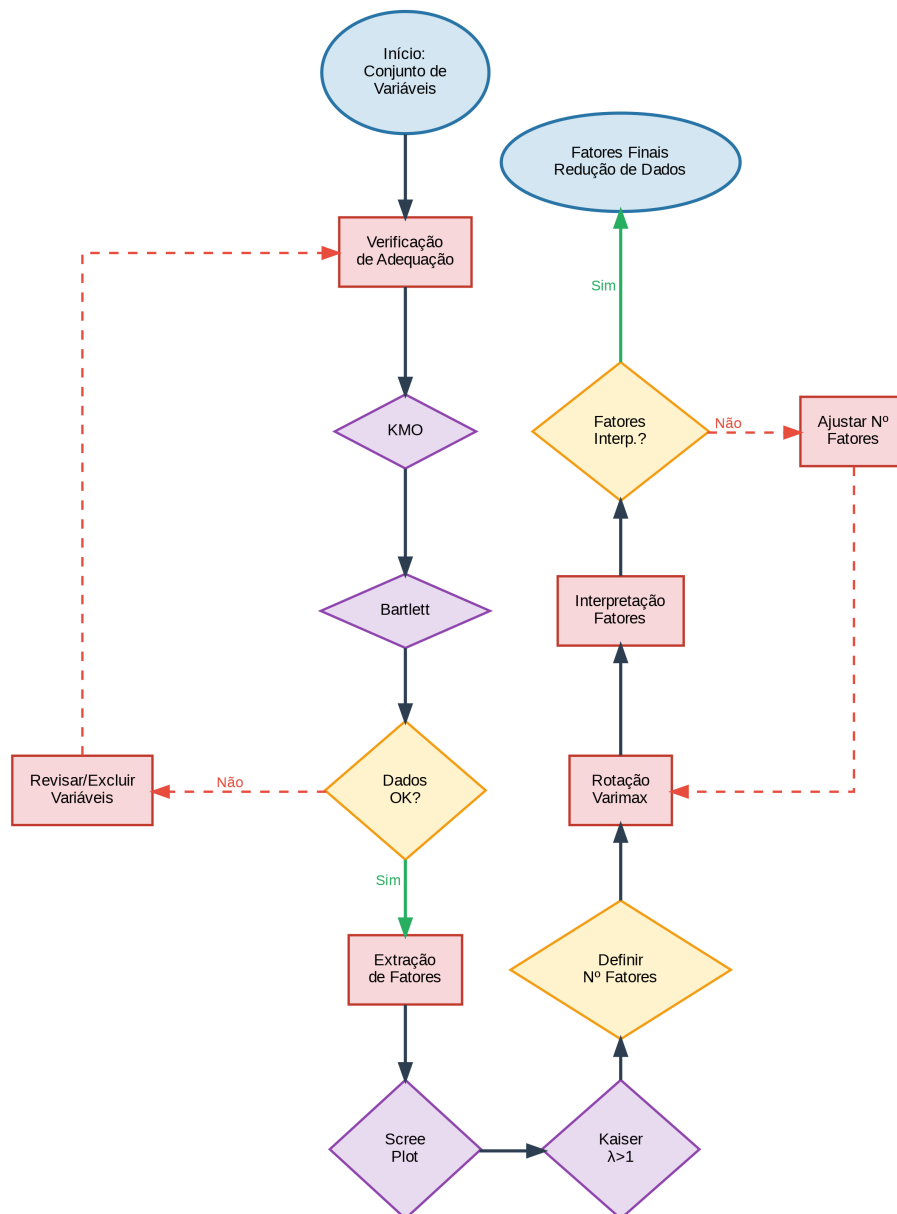 Início:
Conjunto de
Variáveis
Verificação
de Adequação
KMO
Bartlett
Dados
OK?
Não
Revisar/Excluir
Variáveis
Sim
Extração
de Fatores
Scree
Plot
Kaiser
λ>1
Definir
Nº Fatores
Rotação
Varimax
Interpretação
Fatores
Fatores
Interp.?
Não
Ajustar Nº
Fatores
Sim
Fatores Finais
Redução de Dados